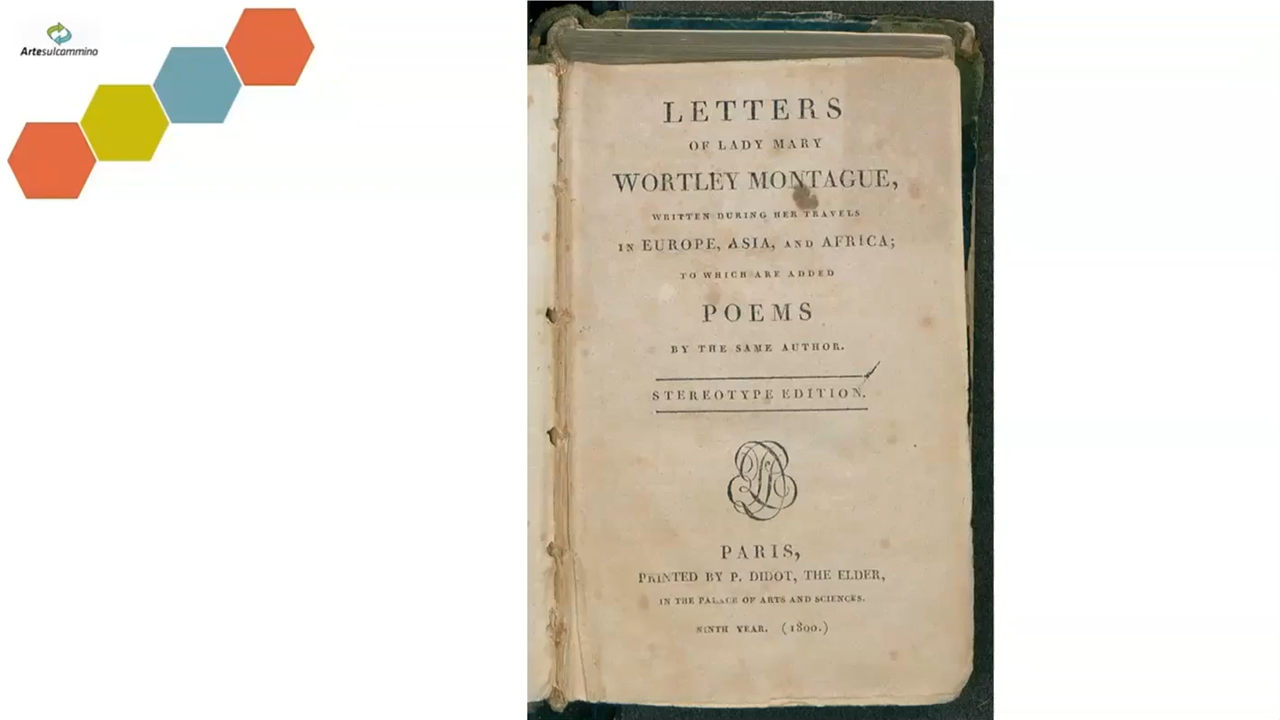 Artesulcammino
LETTERS
OF LADY MARY
WORTLEY MONTAGUE,
WRITTEN DURING HER TRAVELS
IN EUROPE, ASIA, AND AFRICA;
TO WHICH ARE ADDED
POEMS
BY THE SAME AUTHOR.
STEREOTYPE EDITION.
PARIS,
PRINTED BY P. DIDOT, THE ELDER,
IN THE PALACE OF ARTS AND SCIENCES.
NINTH YEAR. (1800.)